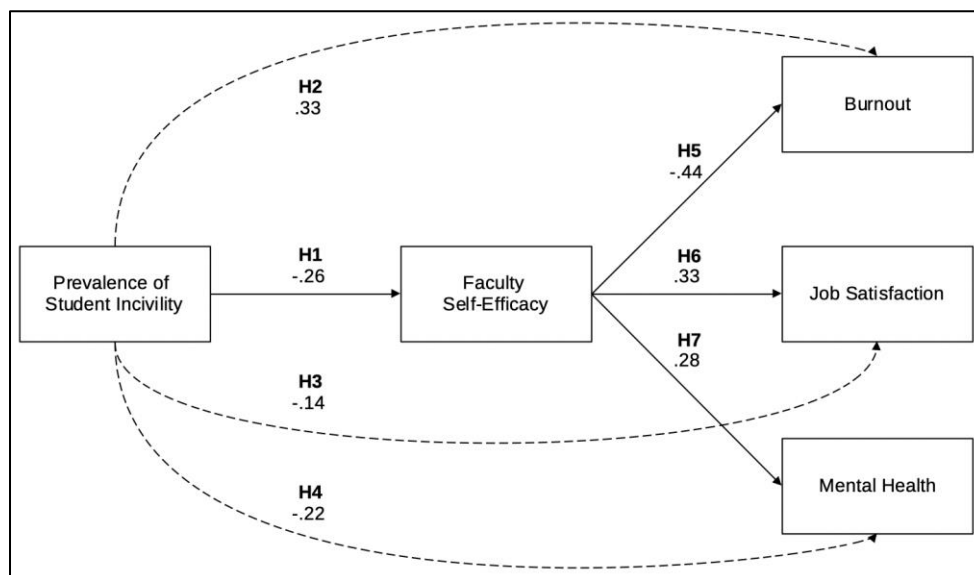 H2
.33
Burnout
H5
-.44
Prevalence of
Student Incivility
H1
-.26
Faculty
Self-Efficacy
H6
.33
Job Satisfaction
H7
.28
H3
-.14
H4
-.22
Mental Health